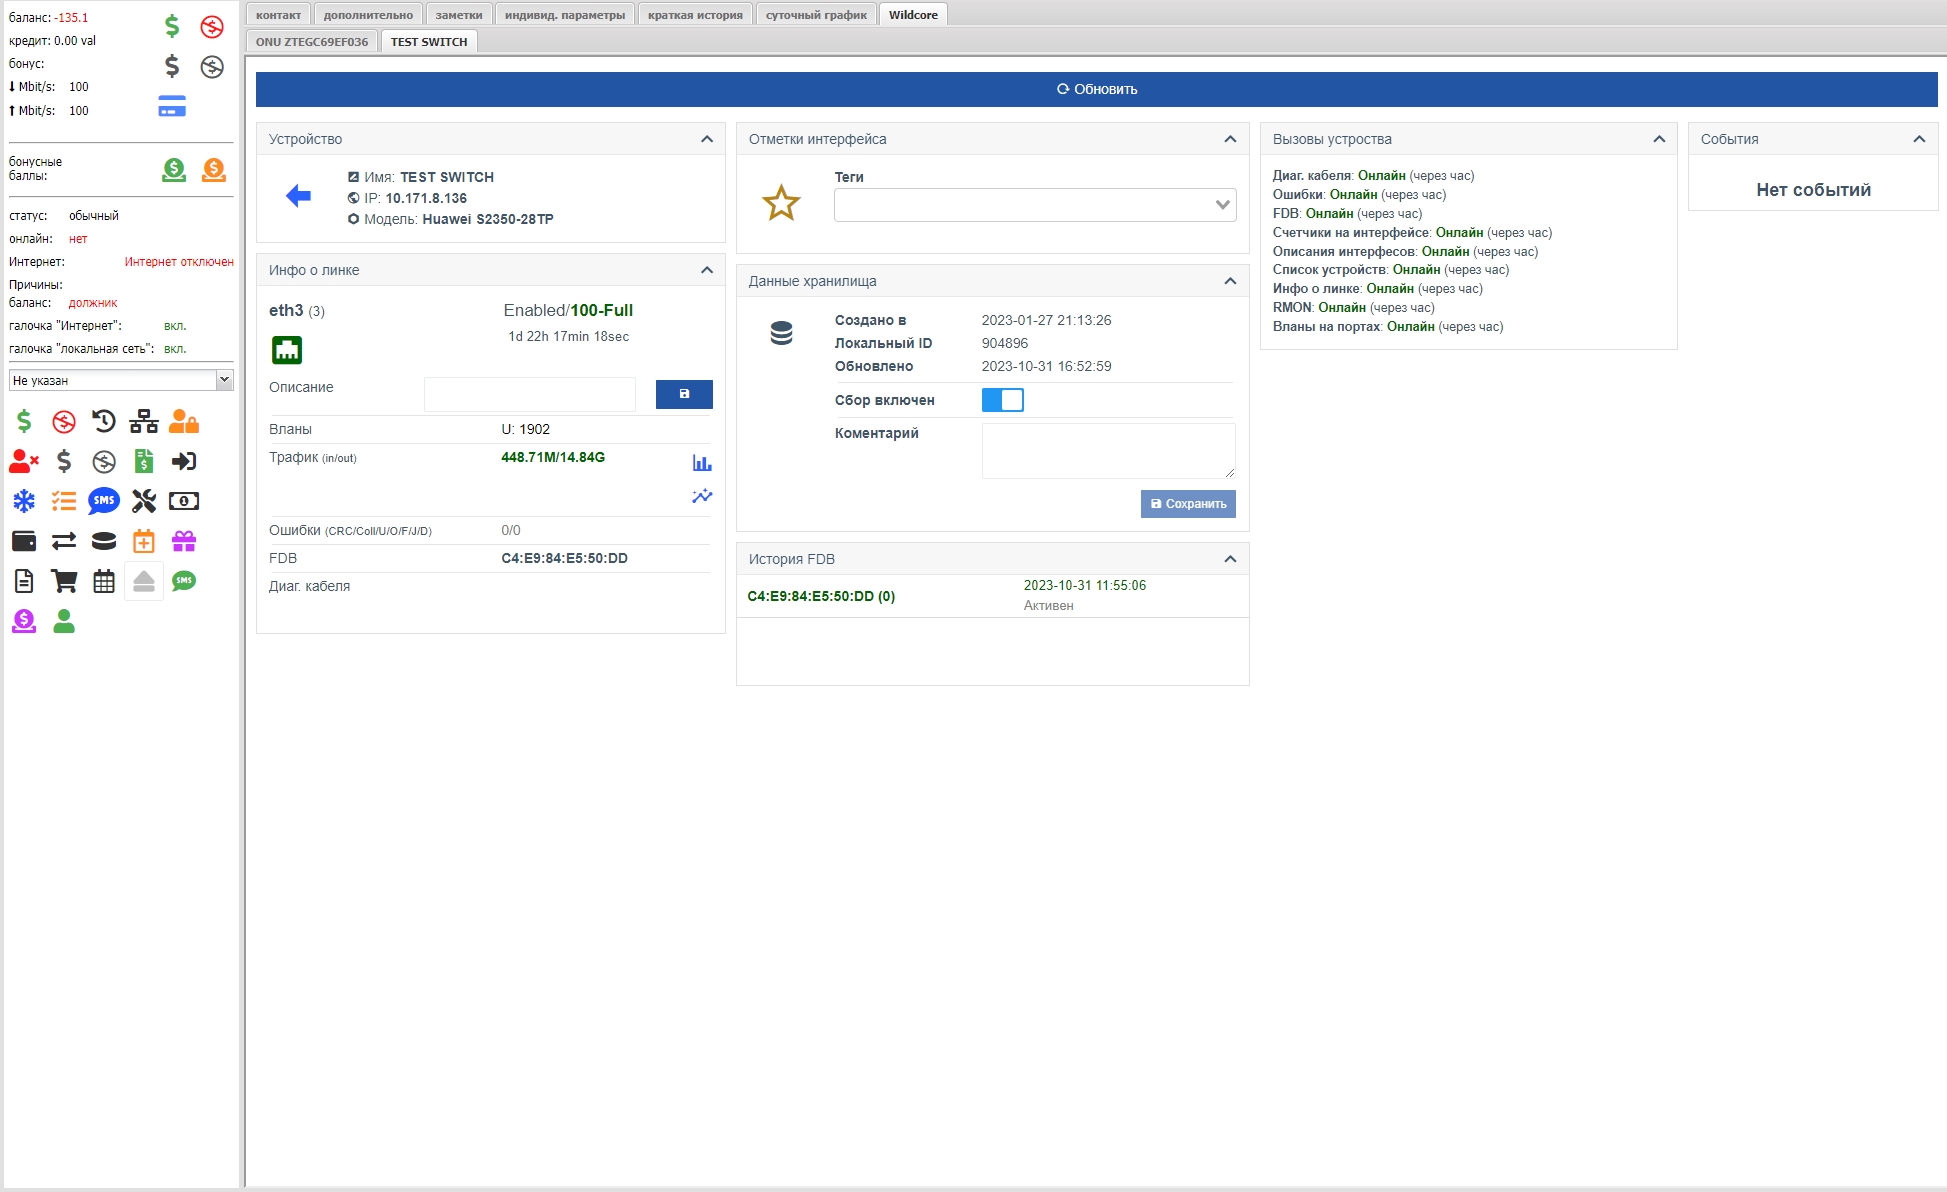 баланс: -135.1
кредит: 0.00 val
бонус:
Mbit/s: 100
Mbit/s: 100
бонусные
баллы:
статус: обычный
онлайн: нет
Интернет: Интернет отключен
Причины:
баланс: должник
галочка "Интернет": вкл.
галочка "локальная сеть": вкл.
Не указан
SMS
SMS
контакт дополнительно заметки индивид. параметры краткая история суточный график Wildcore
ONU ZTEGC69EF036 TEST SWITCH
Обновить
Устройство
Имя: TEST SWITCH
IP: 10.171.8.136
Модель: Huawei S2350-28TP
Инфо о линке
eth3 (3) Enabled/100-Full
1d 22h 17min 18sec
Описание
Вланы U: 1902
Трафик (in/out) 448.71M/14.84G
Ошибки (CRC/Coll/U/O/F/J/D) 0/0
FDB C4:E9:84:E5:50:DD
Диаг. кабеля
Отметки интерфейса
Теги
Данные хранилища
Создано в 2023-01-27 21:13:26
Локальный ID 904896
Обновлено 2023-10-31 16:52:59
Сбор включен
Коментарий
Сохранить
История FDB
C4:E9:84:E5:50:DD (0) 2023-10-31 11:55:06
Активен
Вызовы устроства
Диаг. кабеля: Онлайн (через час)
Ошибки: Онлайн (через час)
FDB: Онлайн (через час)
Счетчики на интерфейсе: Онлайн (через час)
Описания интерфесов: Онлайн (через час)
Список устройств: Онлайн (через час)
Инфо о линке: Онлайн (через час)
RMON: Онлайн (через час)
Вланы на портах: Онлайн (через час)
События
Нет событий